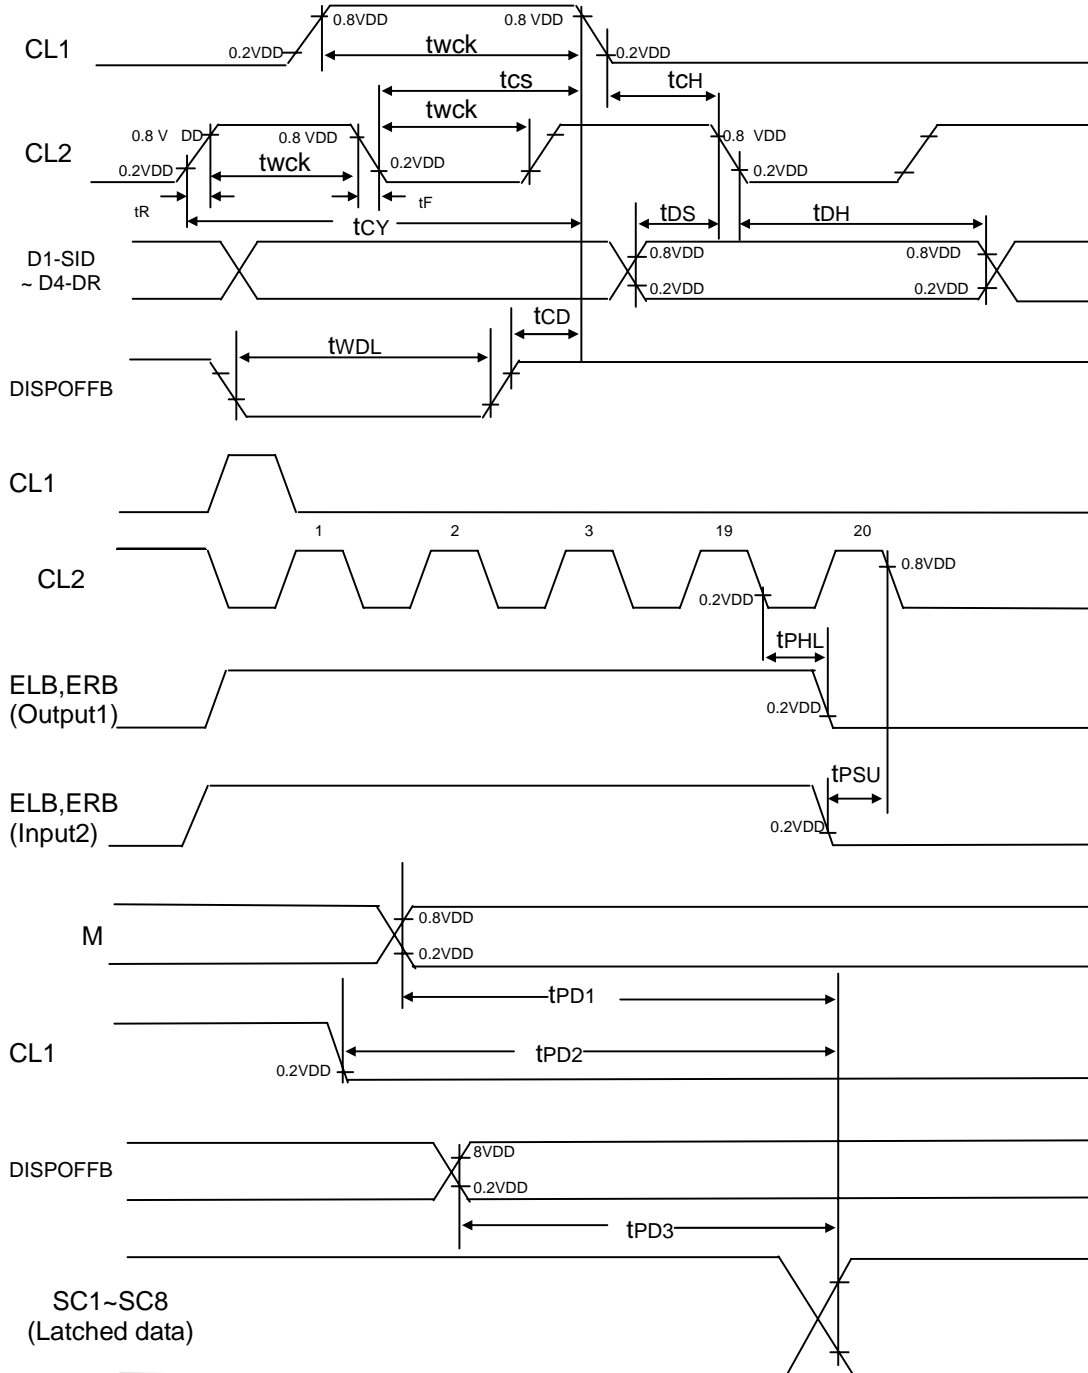 0.8VDD
0.8 VDD
CL1
0.2VDD
twck
0.2VDD
tcs
tcH
twck
0.8 V DD
0.8 VDD
0.8 VDD
CL2
0.2VDD
twck
0.2VDD
0.2VDD
tR
tF
tCY
tDS
tDH
D1-SID
~ D4-DR
0.8VDD
0.8VDD
0.2VDD
0.2VDD
tCD
tWDL
DISPOFFB
CL1
1
2
3
19
20
CL2
0.8VDD
0.2VDD
tPHL
ELB,ERB
(Output1)
0.2VDD
tPSU
ELB,ERB
(Input2)
0.2VDD
M
0.8VDD
0.2VDD
tPD1
CL1
tPD2
0.2VDD
DISPOFFB
8VDD
0.2VDD
tPD3
SC1~SC8
(Latched data)